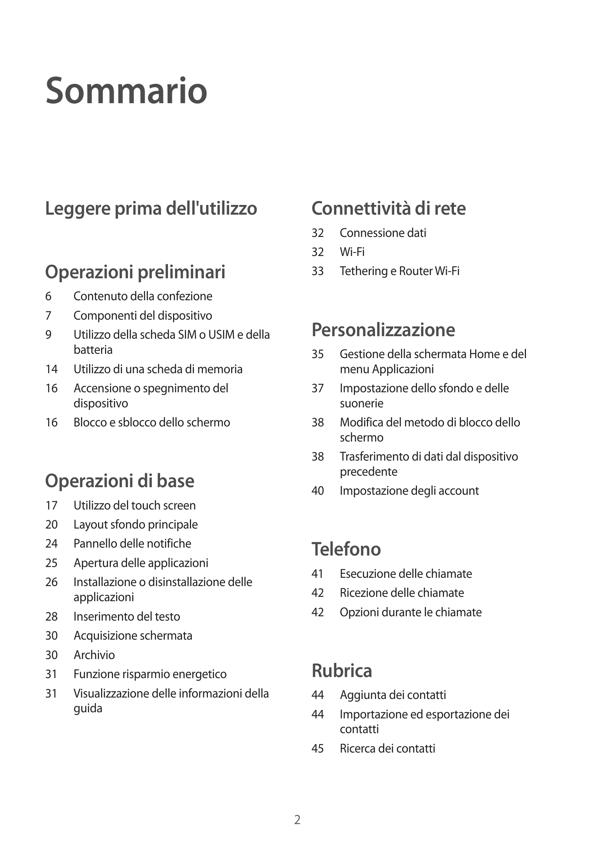 Sommario
Leggere prima dell'utilizzo
Operazioni preliminari
6 Contenuto della confezione
7 Componenti del dispositivo
9 Utilizzo della scheda SIM o USIM e della
batteria
14 Utilizzo di una scheda di memoria
16 Accensione o spegnimento del
dispositivo
16 Blocco e sblocco dello schermo
Operazioni di base
17 Utilizzo del touch screen
20 Layout sfondo principale
24 Pannello delle notifiche
25 Apertura delle applicazioni
26 Installazione o disinstallazione delle
applicazioni
28 Inserimento del testo
30 Acquisizione schermata
30 Archivio
31 Funzione risparmio energetico
31 Visualizzazione delle informazioni della
guida
Connettività di rete
32 Connessione dati
32 Wi-Fi
33 Tethering e Router Wi-Fi
Personalizzazione
35 Gestione della schermata Home e del
menu Applicazioni
37 Impostazione dello sfondo e delle
suonerie
38 Modifica del metodo di blocco dello
schermo
38 Trasferimento di dati dal dispositivo
precedente
40 Impostazione degli account
Telefono
41 Esecuzione delle chiamate
42 Ricezione delle chiamate
42 Opzioni durante le chiamate
Rubrica
44 Aggiunta dei contatti
44 Importazione ed esportazione dei
contatti
45 Ricerca dei contatti
2